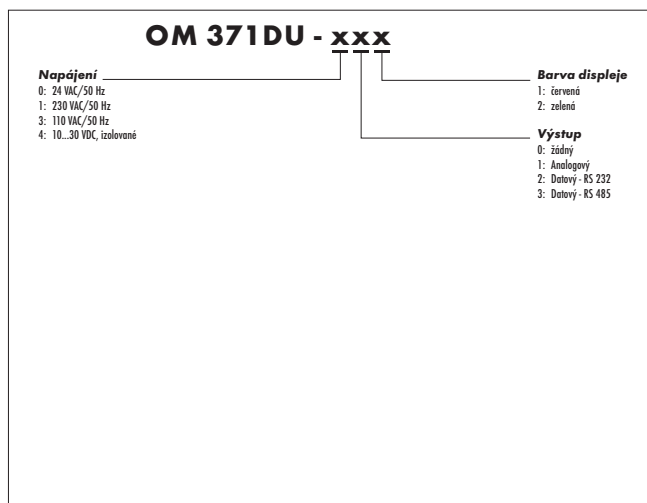 OM 371DU - xxx
Napájení
0: 24 VAC/50 Hz
1: 230 VAC/50 Hz
3: 110 VAC/50 Hz
4: 10...30 VDC, izolované
Barva displeje
1: červená
2: zelená
Výstup
0: žádný
1: Analogový
2: Datový - RS 232
3: Datový - RS 485